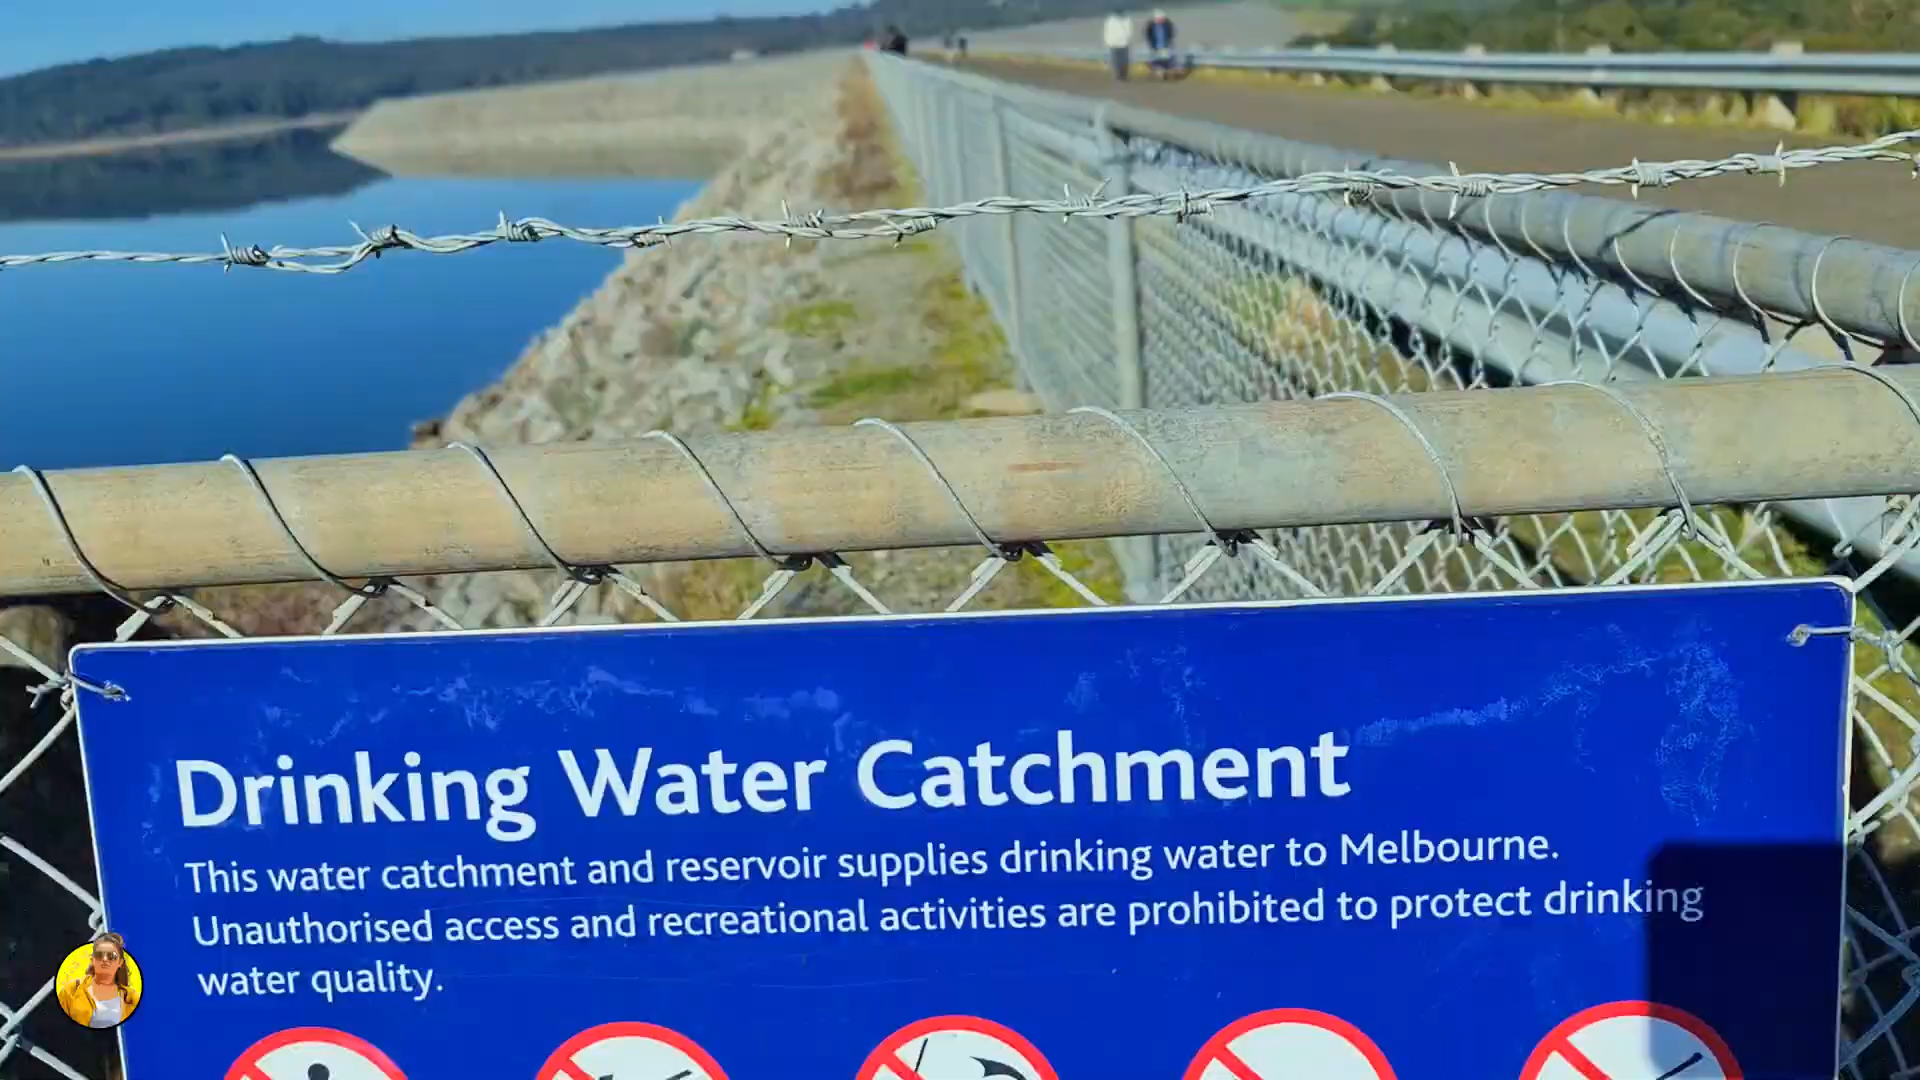 Drinking Water Catchment
This water catchment and reservoir supplies drinking water to Melbourne.
Unauthorised access and recreational activities are prohibited to protect drinking
water quality.